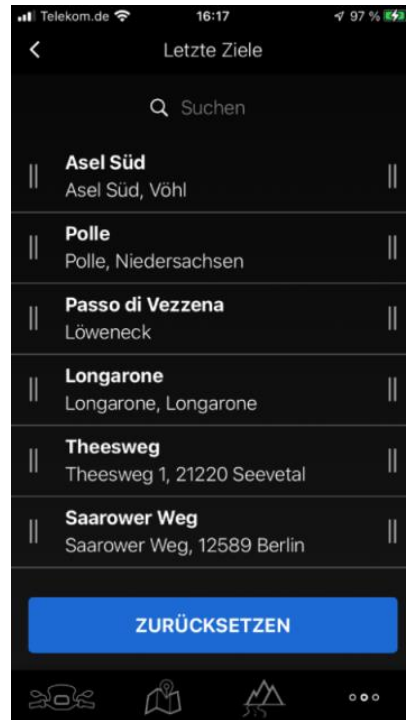 Telekom.de 16:17 97 %
Letzte Ziele
Suchen
Asel Süd
Asel Süd, Vöhl
Polle
Polle, Niedersachsen
Passo di Vezzena
Löweneck
Longarone
Longarone, Longarone
Theesweg
Theesweg 1, 21220 Seevetal
Saarower Weg
Saarower Weg, 12589 Berlin
ZURÜCKSETZEN